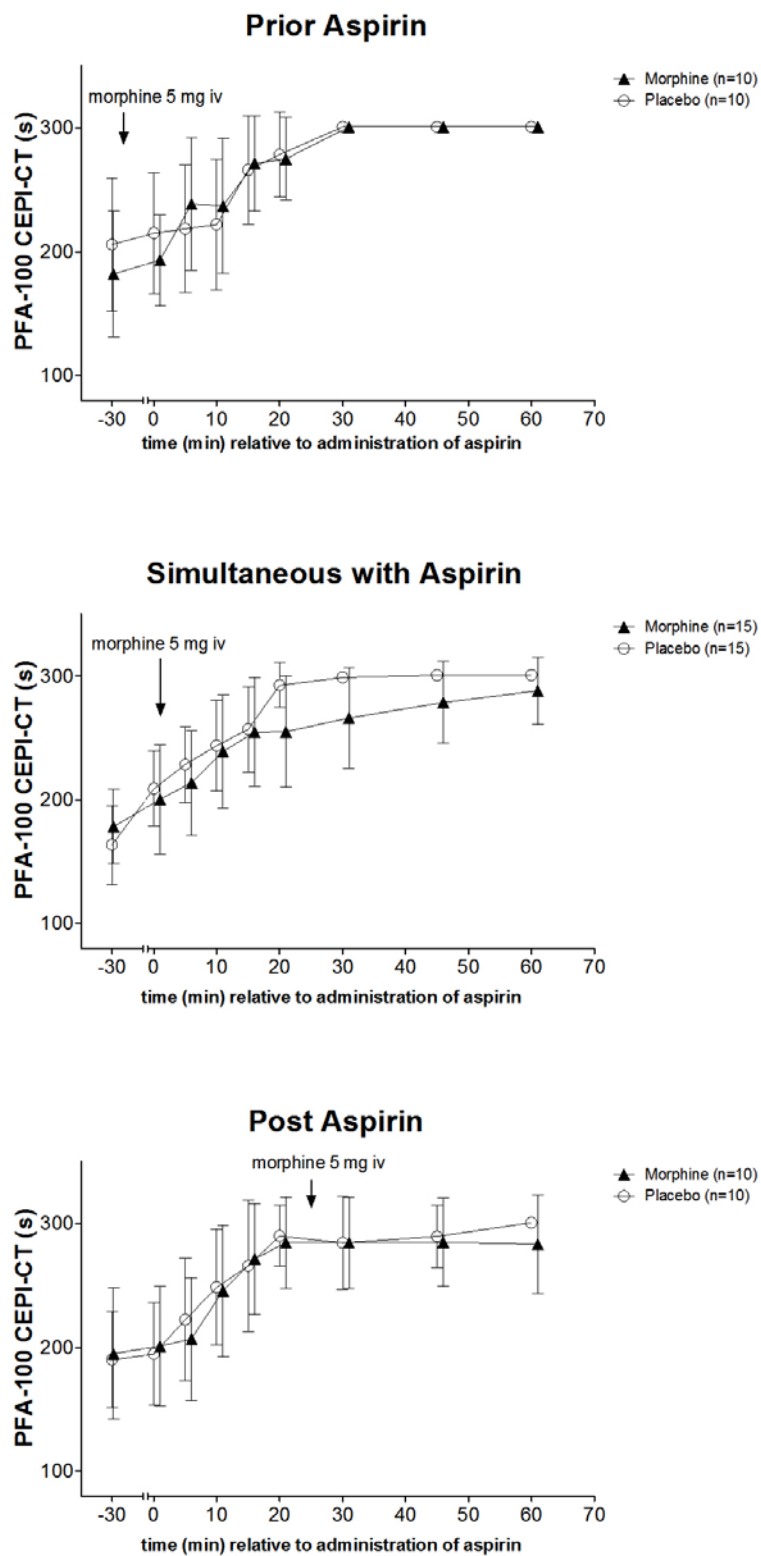 Prior Aspirin
morphine 5 mg iv
Morphine (n=10)
Placebo (n=10)
PFA-100 CEPI-CT (s)
300
200
100
-30 0 10 20 30 40 50 60 70
time (min) relative to administration of aspirin
Simultaneous with Aspirin
morphine 5 mg iv
Morphine (n=15)
Placebo (n=15)
PFA-100 CEPI-CT (s)
300
200
100
-30 0 10 20 30 40 50 60 70
time (min) relative to administration of aspirin
Post Aspirin
morphine 5 mg iv
Morphine (n=10)
Placebo (n=10)
PFA-100 CEPI-CT (s)
300
200
100
-30 0 10 20 30 40 50 60 70
time (min) relative to administration of aspirin